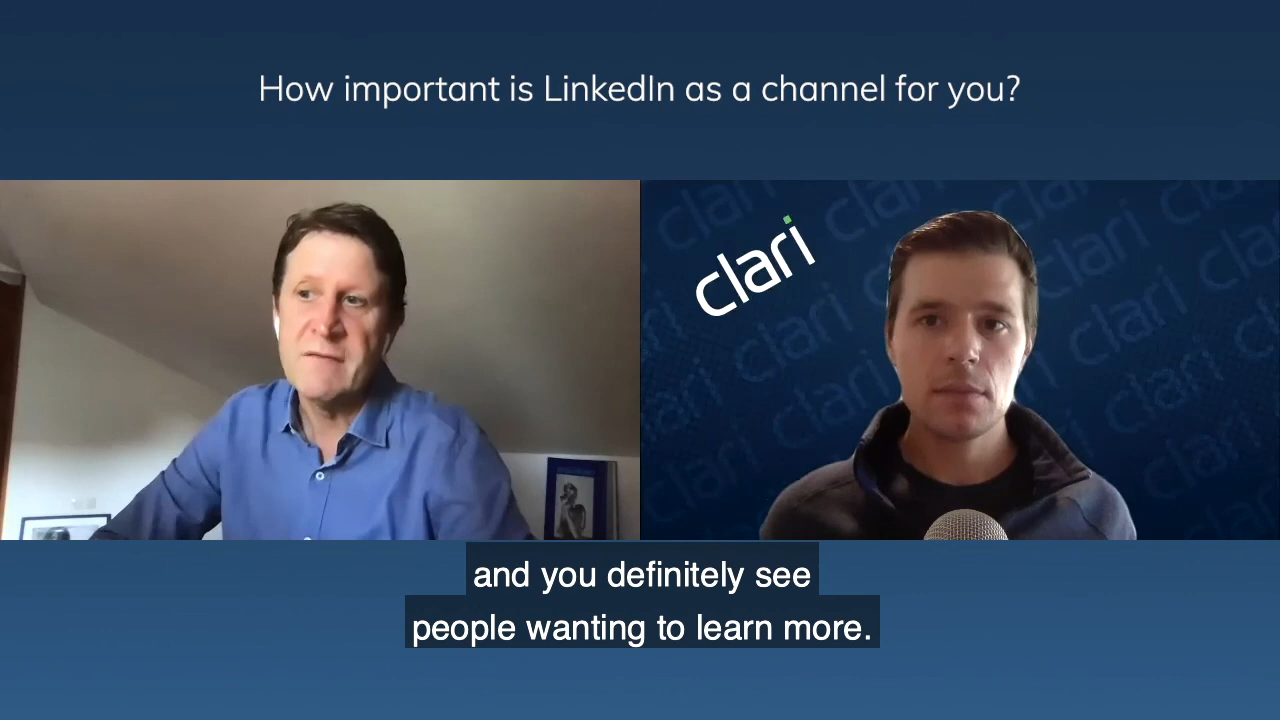 How important is LinkedIn as a channel for you?
clari
and you definitely see
people wanting to learn more.